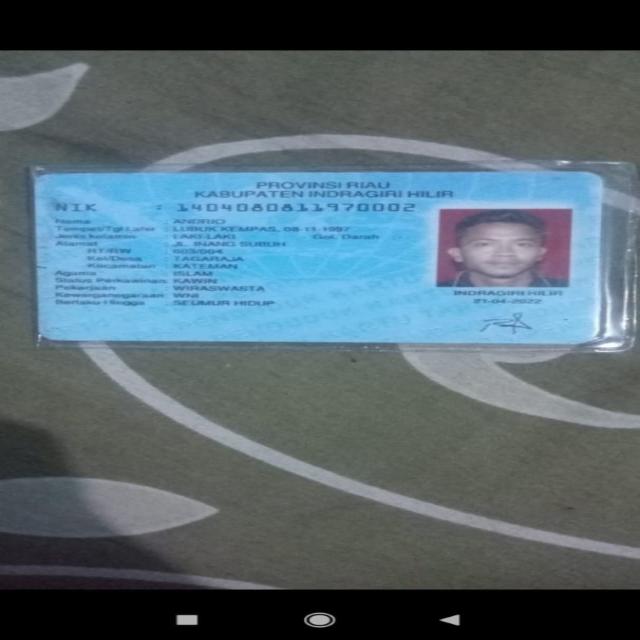 PROVINSI RIAU
KABUPATEN INDRAGIRI HILIR
NIK : 1404080811970002
Nama : ANDRIO
Tempat/Tgl Lahir : LUBUK KEMPAS, 08-11-1997
Jenis Kelamin : LAKI-LAKI Gol. Darah
Alamat : JL. INANG SUBUH
RT/RW : 003/004
Kel/Desa : TAGARAJA
Kecamatan : KATEMAN
Agama : ISLAM
Status Perkawinan: KAWIN
Pekerjaan : WIRASWASTA
Kewarganegaraan: WNI
Berlaku Hingga : SEUMUR HIDUP
INDRAGIRI HILIR
21-04-2022